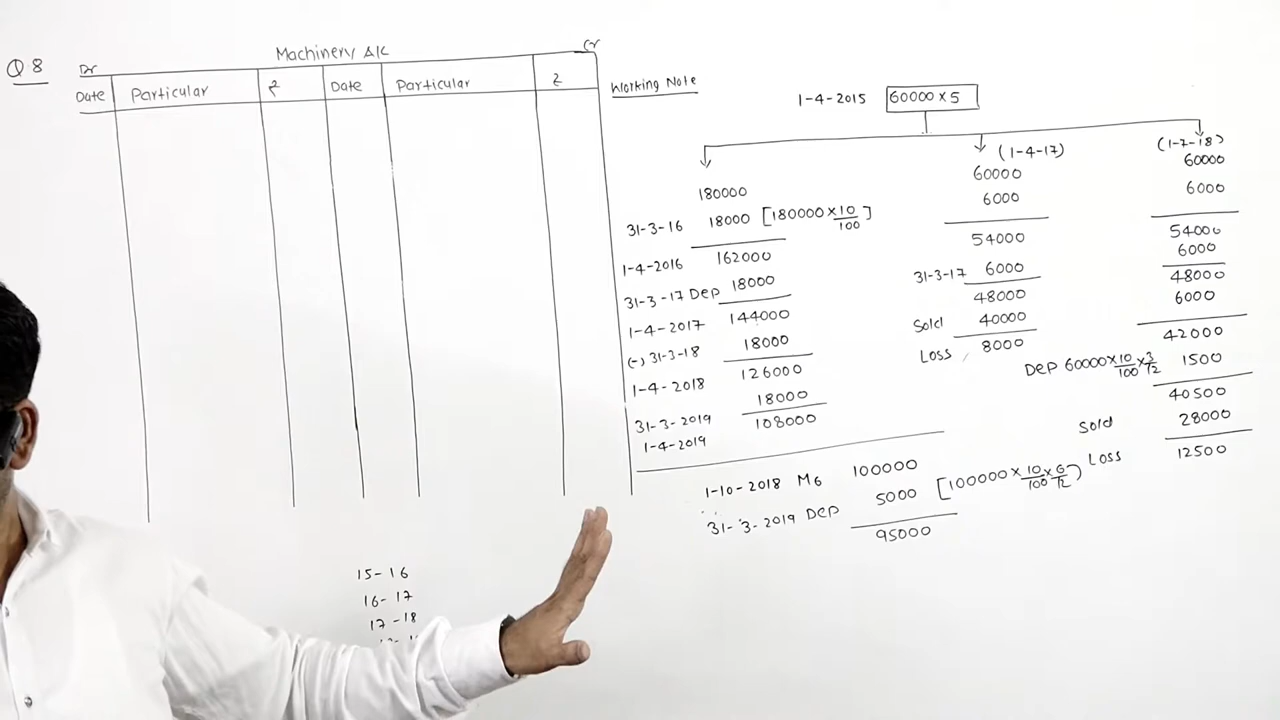 Q 8
Machinery A/C
Dr
Cr
Date Particular ₹ Date Particular ₹
Working Note
1-4-2015 60000 x 5
180000
31-3-16 18000 [180000 x 10/100]
1-4-2016 162000
31-3-17 Dep 18000
1-4-2017 144000
(-) 31-3-18 18000
1-4-2018 126000
31-3-2019 18000
1-4-2019 108000
(1-4-17)
60000
6000
54000
31-3-17 6000
48000
Sold 40000
Loss 8000
(1-7-18)
60000
6000
54000
6000
48000
6000
42000
Dep 60000 x 10/100 x 3/12 1500
40500
Sold 28000
Loss 12500
1-10-2018 M6 100000
31-3-2019 Dep 5000 [100000 x 10/100 x 6/12]
95000
15-16
16-17
17-18